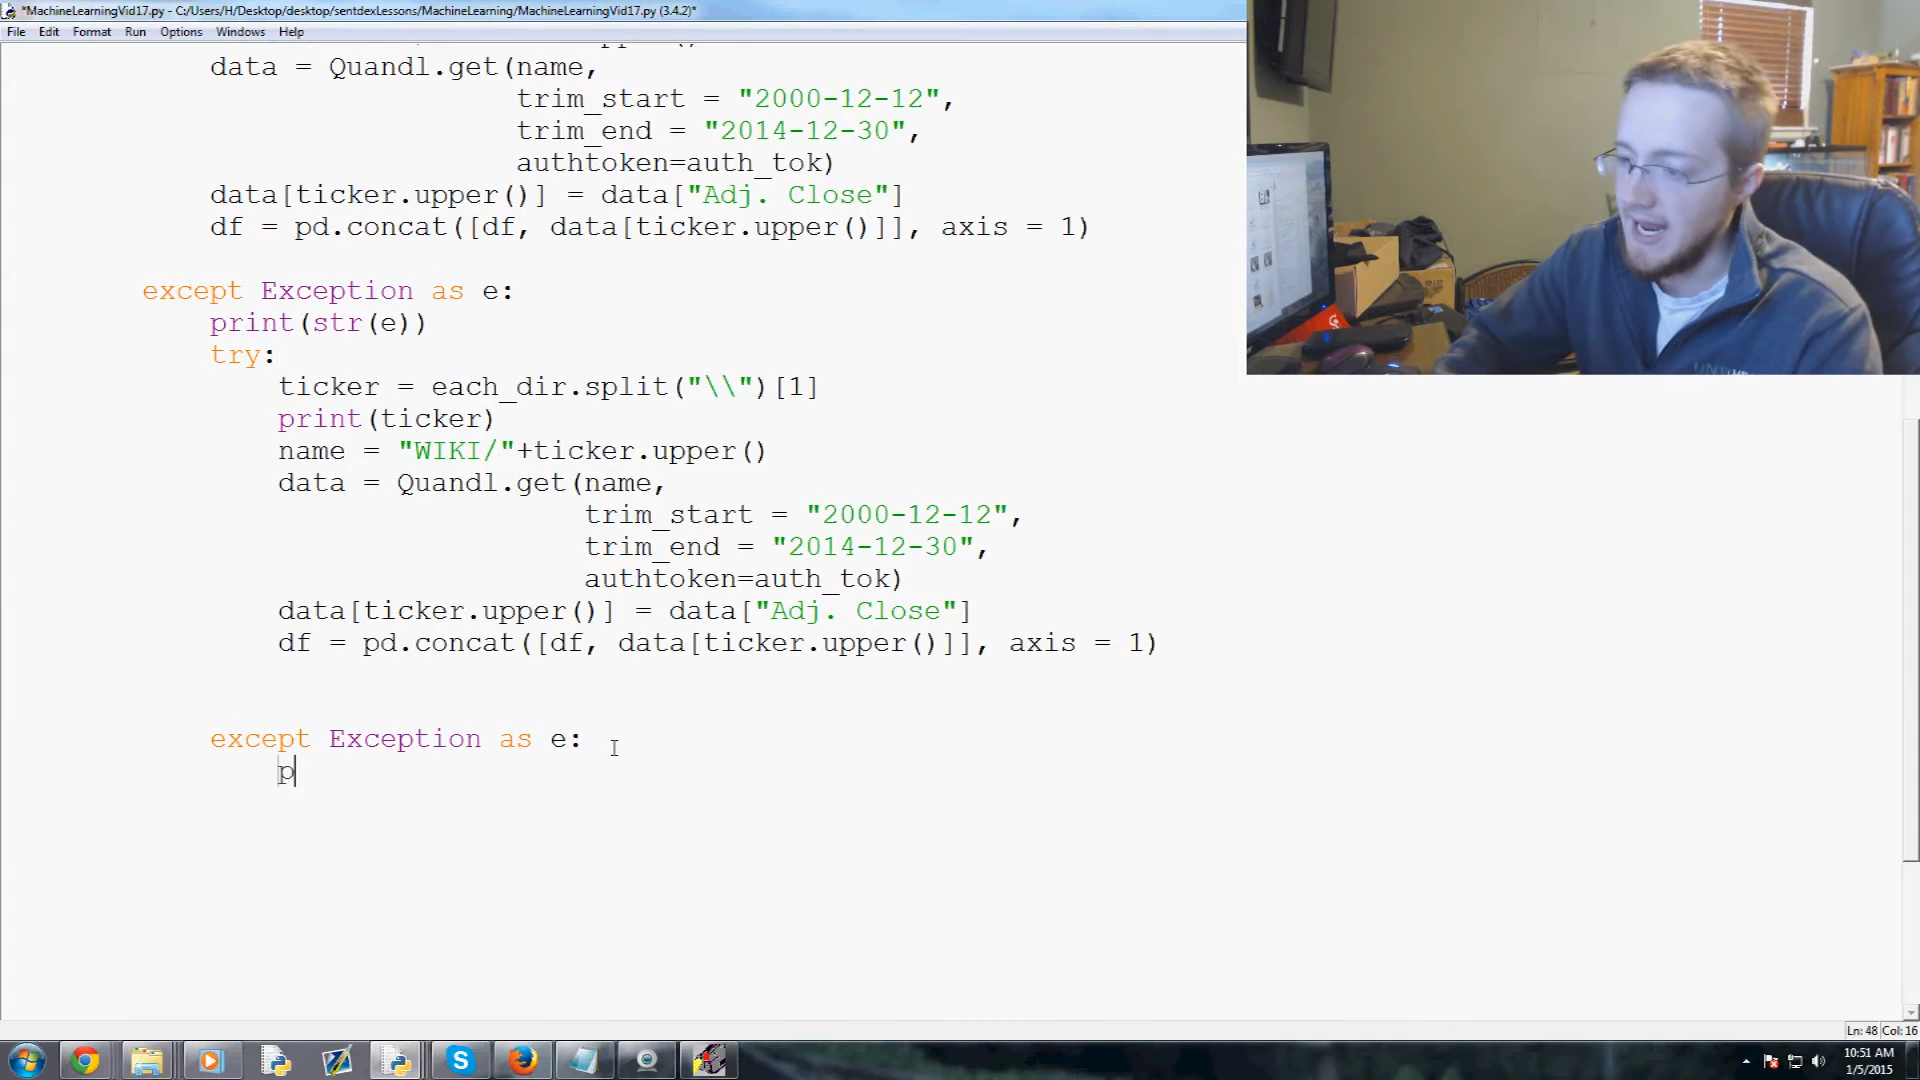 *MachineLearningVid17.py - C:/Users/H/Desktop/desktop/sentdexLessons/MachineLearning/MachineLearningVid17.py (3.4.2)*
File Edit Format Run Options Windows Help
data = Quandl.get(name,
trim_start = "2000-12-12",
trim_end = "2014-12-30",
authtoken=auth_tok)
data[ticker.upper()] = data["Adj. Close"]
df = pd.concat([df, data[ticker.upper()]], axis = 1)
except Exception as e:
print(str(e))
try:
ticker = each_dir.split("\\")[1]
print(ticker)
name = "WIKI/"+ticker.upper()
data = Quandl.get(name,
trim_start = "2000-12-12",
trim_end = "2014-12-30",
authtoken=auth_tok)
data[ticker.upper()] = data["Adj. Close"]
df = pd.concat([df, data[ticker.upper()]], axis = 1)
except Exception as e:
p
Ln: 48 Col: 16
10:51 AM
1/5/2015